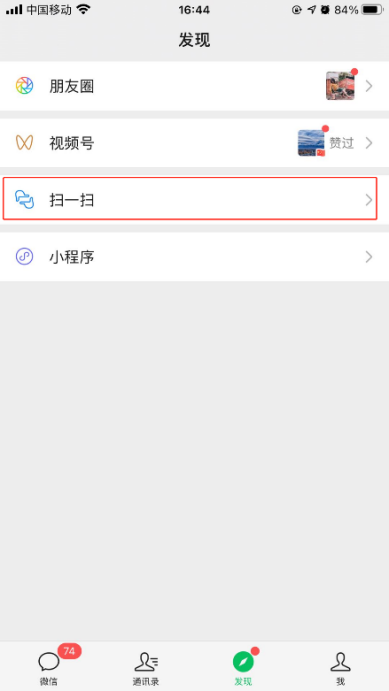 中国移动 16:44 84%
发现
朋友圈
视频号 赞过
扫一扫
小程序
74
微信 通讯录 发现 我